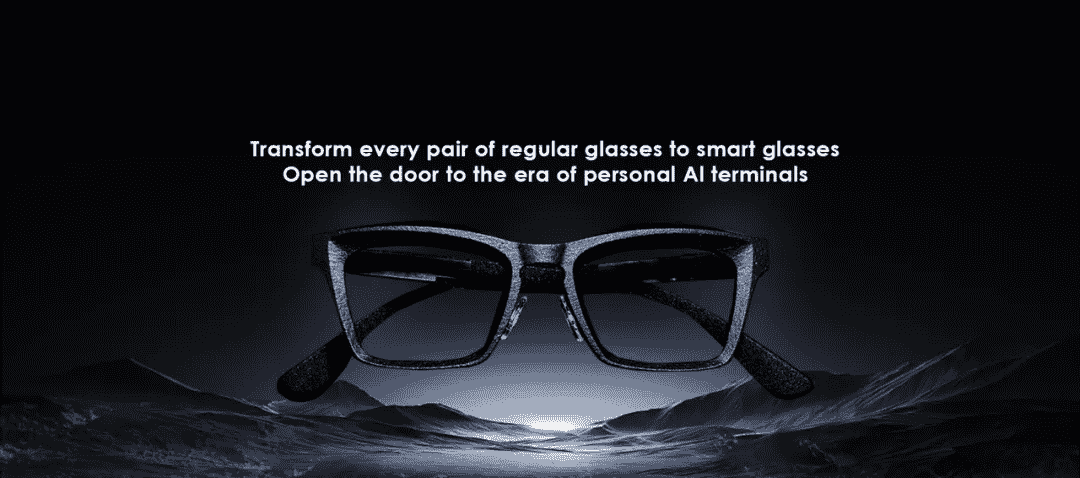 Transform every pair of regular glasses to smart glasses
Open the door to the era of personal AI terminals